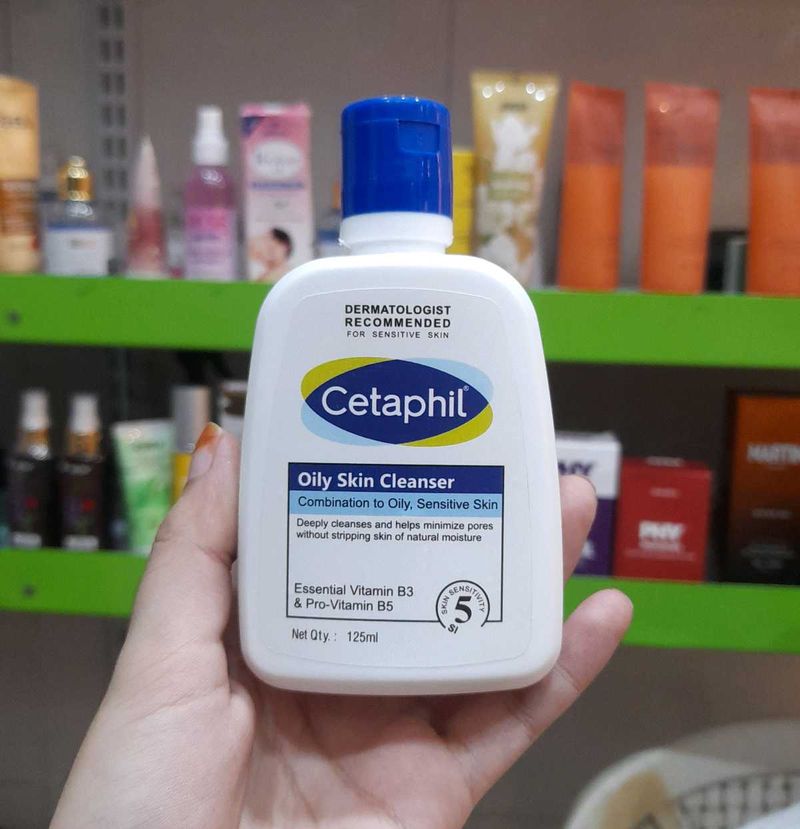 DERMATOLOGIST
RECOMMENDED
FOR SENSITIVE SKIN
Cetaphil®
Oily Skin Cleanser
Combination to Oily, Sensitive Skin
Deeply cleanses and helps minimize pores
without stripping skin of natural moisture
Essential Vitamin B3
& Pro-Vitamin B5
SKIN SENSITIVITY
5
SI
Net Qty.: 125ml
PHY